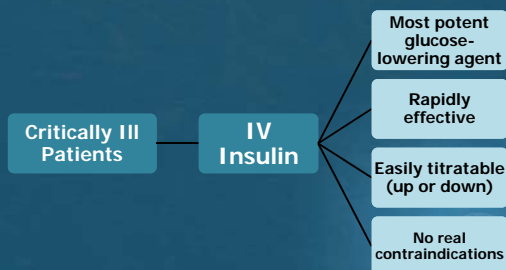 Critically Ill
Patients
IV
Insulin
Most potent
glucose-
lowering agent
Rapidly
effective
Easily titratable
(up or down)
No real
contraindications